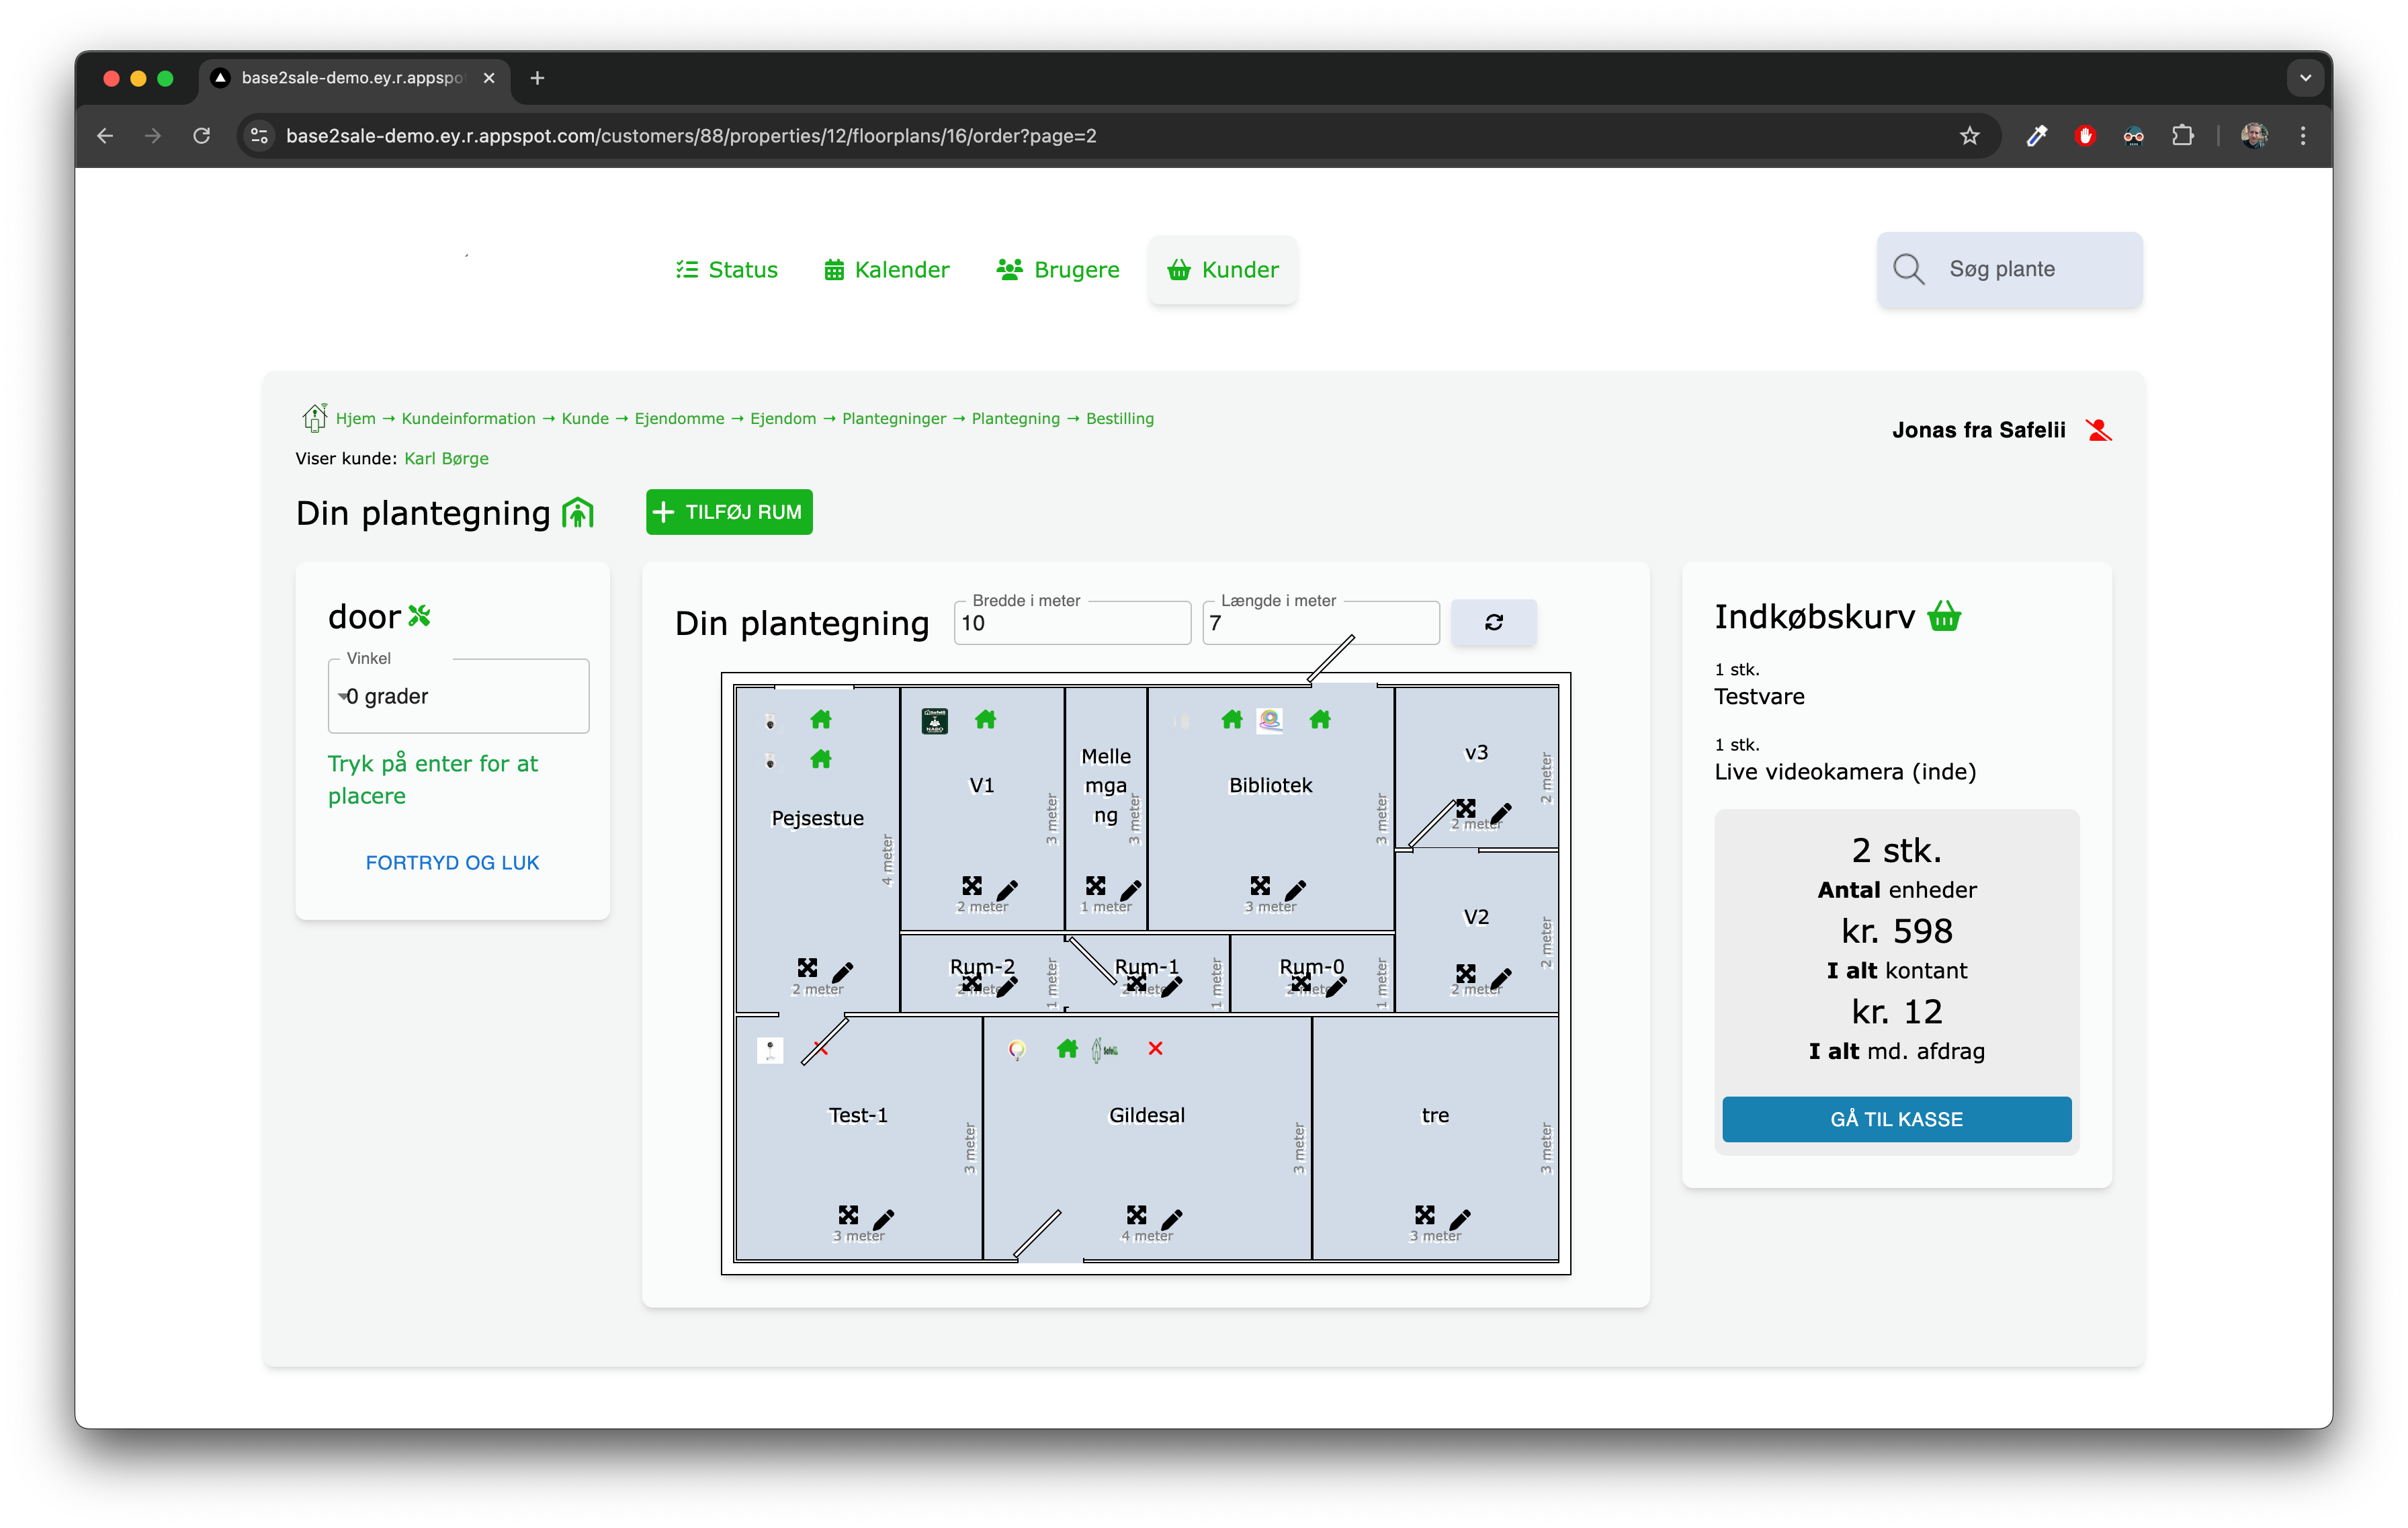 base2sale-demo.ey.r.appspo
base2sale-demo.ey.r.appspot.com/customers/88/properties/12/floorplans/16/order?page=2
Status
Kalender
Brugere
Kunder
Søg plante
Hjem → Kundeinformation → Kunde → Ejendomme → Ejendom → Plantegninger → Plantegning → Bestilling
Jonas fra Safelii
Viser kunde: Karl Børge
Din plantegning
+ TILFØJ RUM
door
Vinkel
0 grader
Tryk på enter for at
placere
FORTRYD OG LUK
Din plantegning
Bredde i meter
10
Længde i meter
7
Pejsestue
4 meter
2 meter
V1
3 meter
2 meter
Melle
mga
ng
3 meter
1 meter
Bibliotek
3 meter
3 meter
v3
2 meter
2 meter
V2
2 meter
2 meter
Rum-2
1 meter
2 meter
Rum-1
1 meter
2 meter
Rum-0
1 meter
2 meter
Test-1
3 meter
3 meter
Gildesal
3 meter
4 meter
tre
3 meter
3 meter
Indkøbskurv
1 stk.
Testvare
1 stk.
Live videokamera (inde)
2 stk.
Antal enheder
kr. 598
I alt kontant
kr. 12
I alt md. afdrag
GÅ TIL KASSE